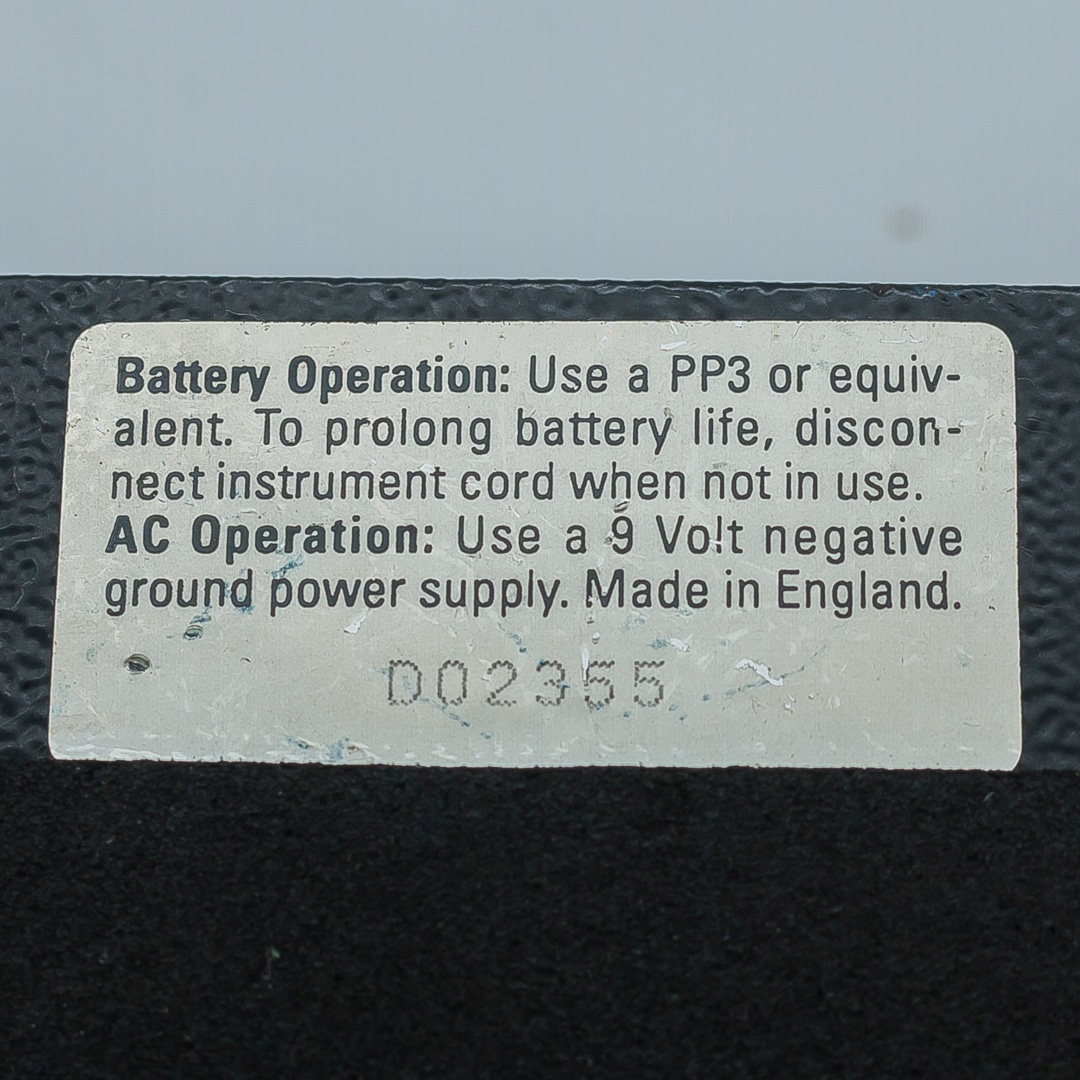 Battery Operation: Use a PP3 or equiv-
alent. To prolong battery life, discon-
nect instrument cord when not in use.
AC Operation: Use a 9 Volt negative
ground power supply. Made in England.
D02355